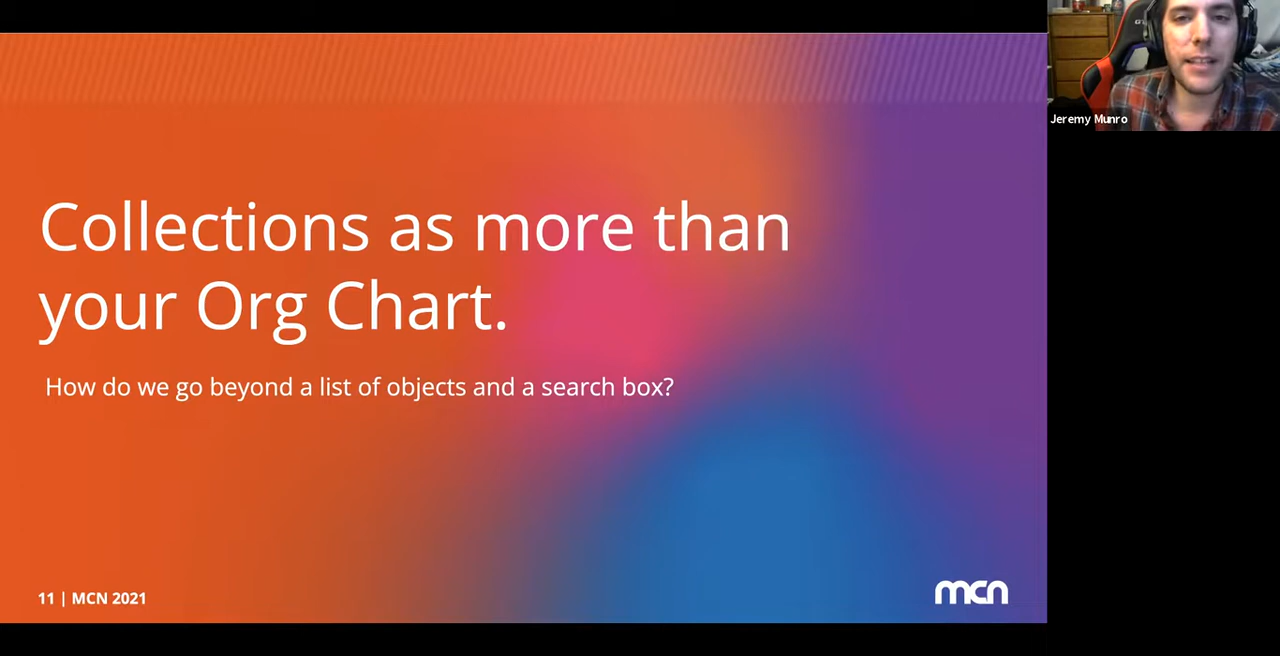 Collections as more than
your Org Chart.
How do we go beyond a list of objects and a search box?
11 | MCN 2021
mcn
Jeremy Munro